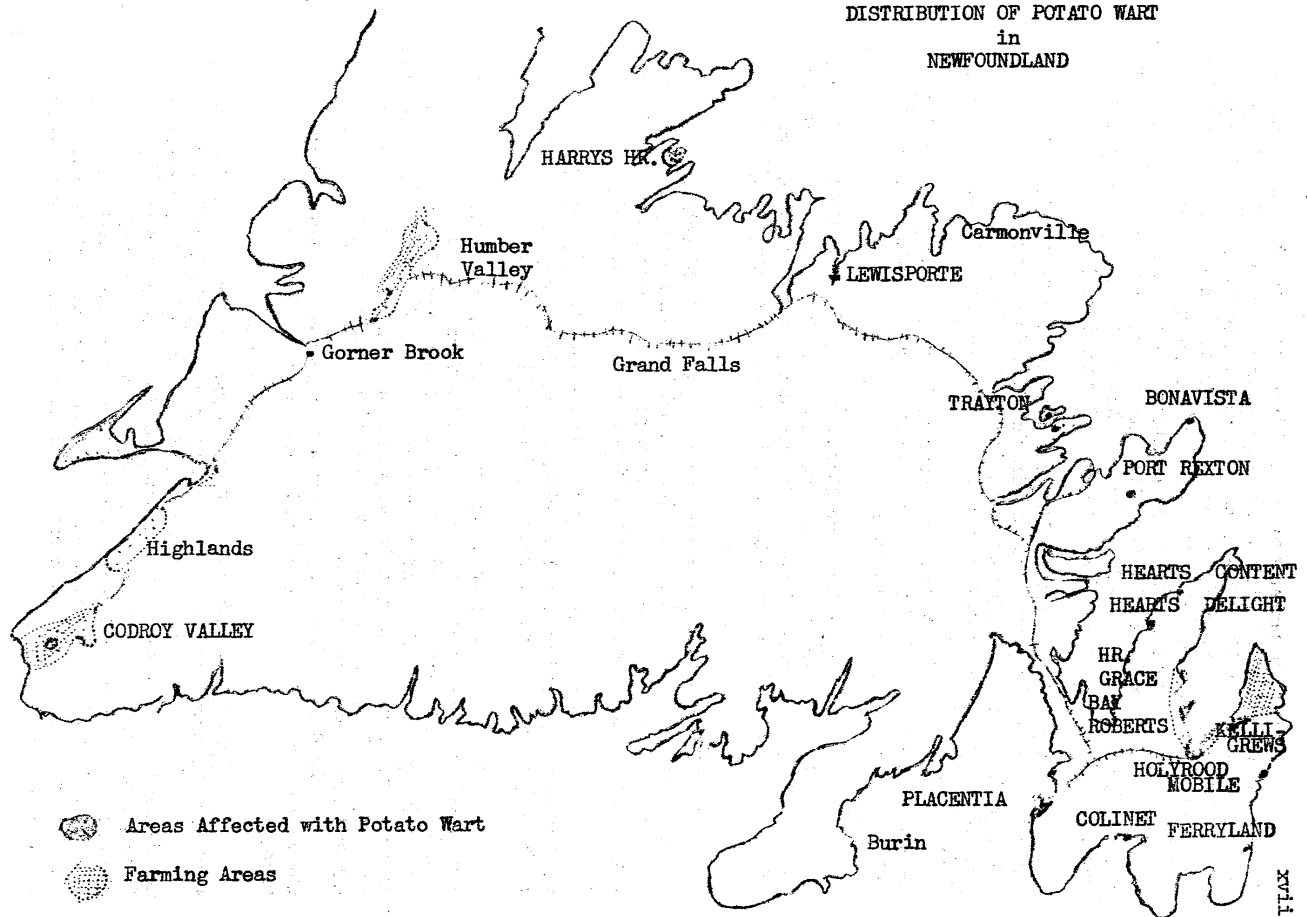 DISTRIBUTION OF POTATO WART
in
NEWFOUNDLAND
HARRYS HR.
Humber
Valley
Carmonville
LEWISPORTE
Gorner Brook
Grand Falls
TRAYTON
BONAVISTA
PORT REXTON
Highlands
HEARTS CONTENT
HEARTS DELIGHT
CODROY VALLEY
HR.
GRACE
BAY
ROBERTS
KELLI-
GREWS
HOLYROOD
MOBILE
PLACENTIA
COLINET
FERRYLAND
Burin
Areas Affected with Potato Wart
Farming Areas
xvii